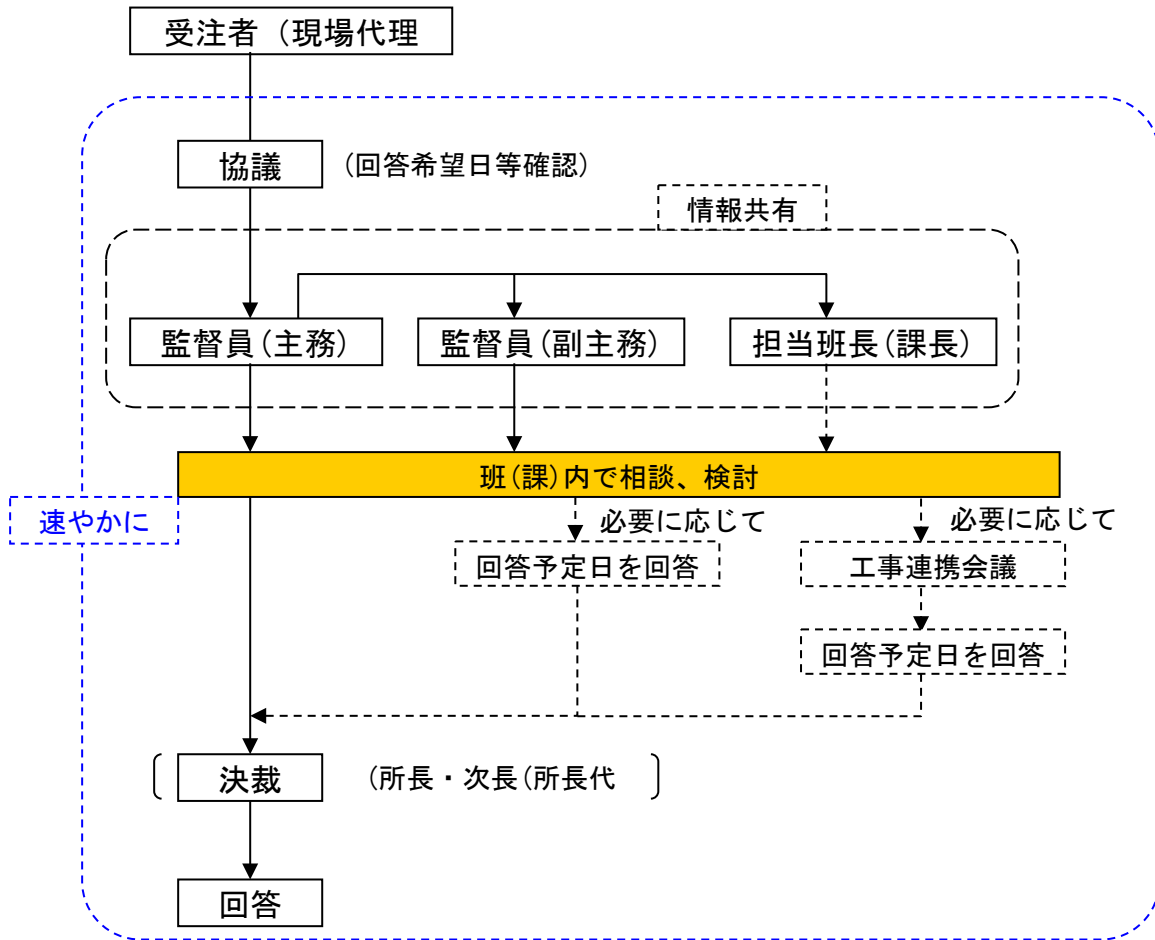 受注者（現場代理
協議
(回答希望日等確認）
情報共有
監督員(主務）
監督員(副主務）
担当班長(課長）
班(課)内で相談、検討
速やかに
必要に応じて
必要に応じて
回答予定日を回答
工事連携会議
回答予定日を回答
決裁
(所長・次長(所長代
回答